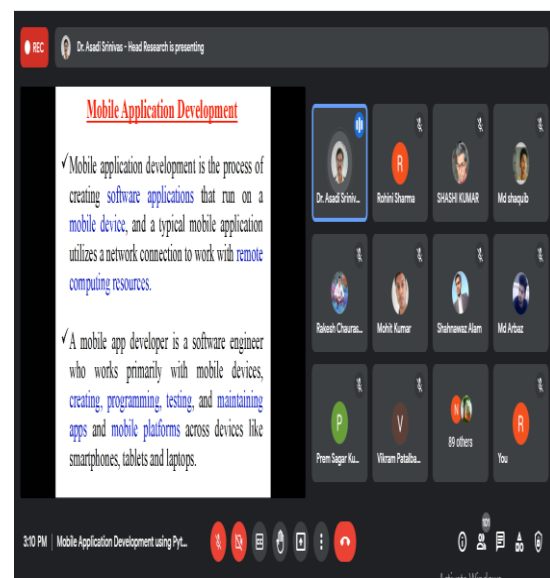 REC
Dr. Asadi Srinivas - Head Research is presenting
Mobile Application Development
✓Mobile application development is the process of
creating software applications that run on a
mobile device, and a typical mobile application
utilizes a network connection to work with remote
computing resources.
✓A mobile app developer is a software engineer
who works primarily with mobile devices,
creating, programming, testing, and maintaining
apps and mobile platforms across devices like
smartphones, tablets and laptops.
Dr. Asadi Sriniv...
R
Rohini Sharma
SHASHI KUMAR
Md shaquib
Rakesh Chauras...
Mohit Kumar
Shahnawaz Alam
Md Arbaz
P
Prem Sagar Ku...
V
Vikram Patalba...
N
89 others
R
You
3:10 PM | Mobile Application Development using Pyt...
101
Activate Windows